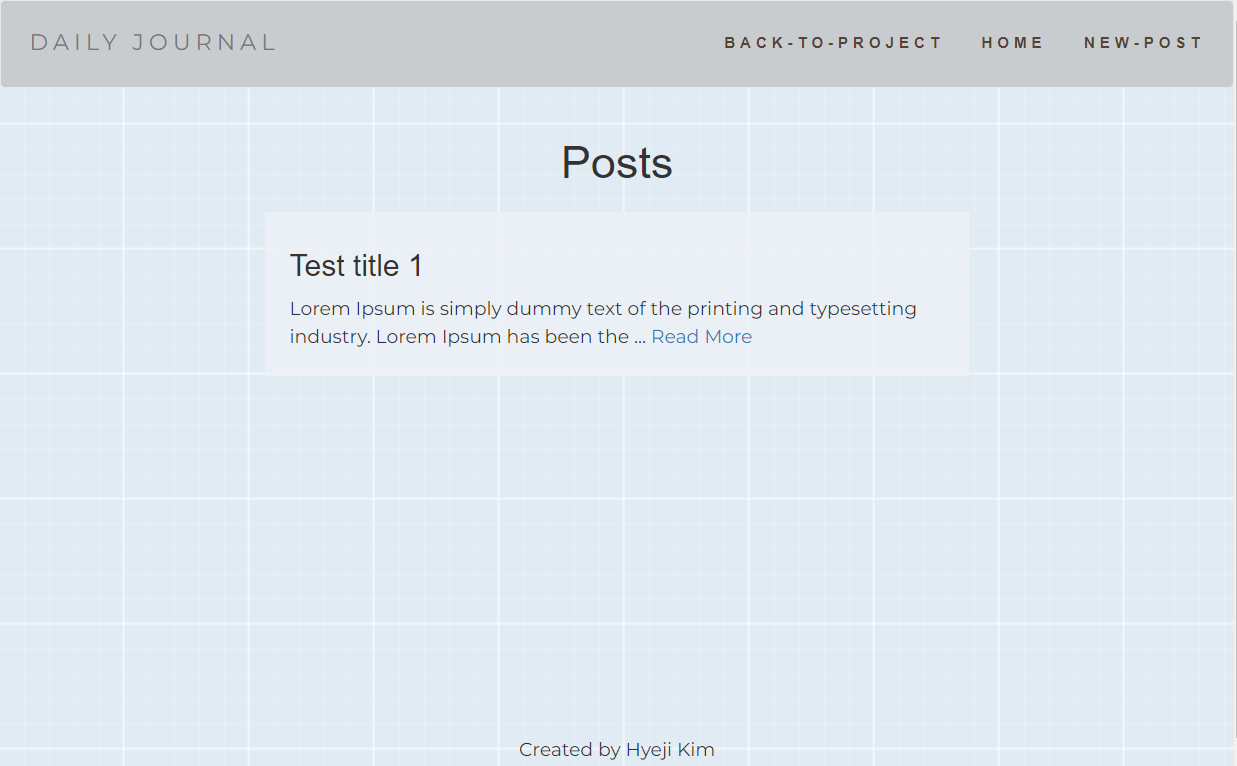 DAILY JOURNAL
BACK-TO-PROJECT HOME NEW-POST
Posts
Test title 1
Lorem Ipsum is simply dummy text of the printing and typesetting
industry. Lorem Ipsum has been the ... Read More
Created by Hyeji Kim